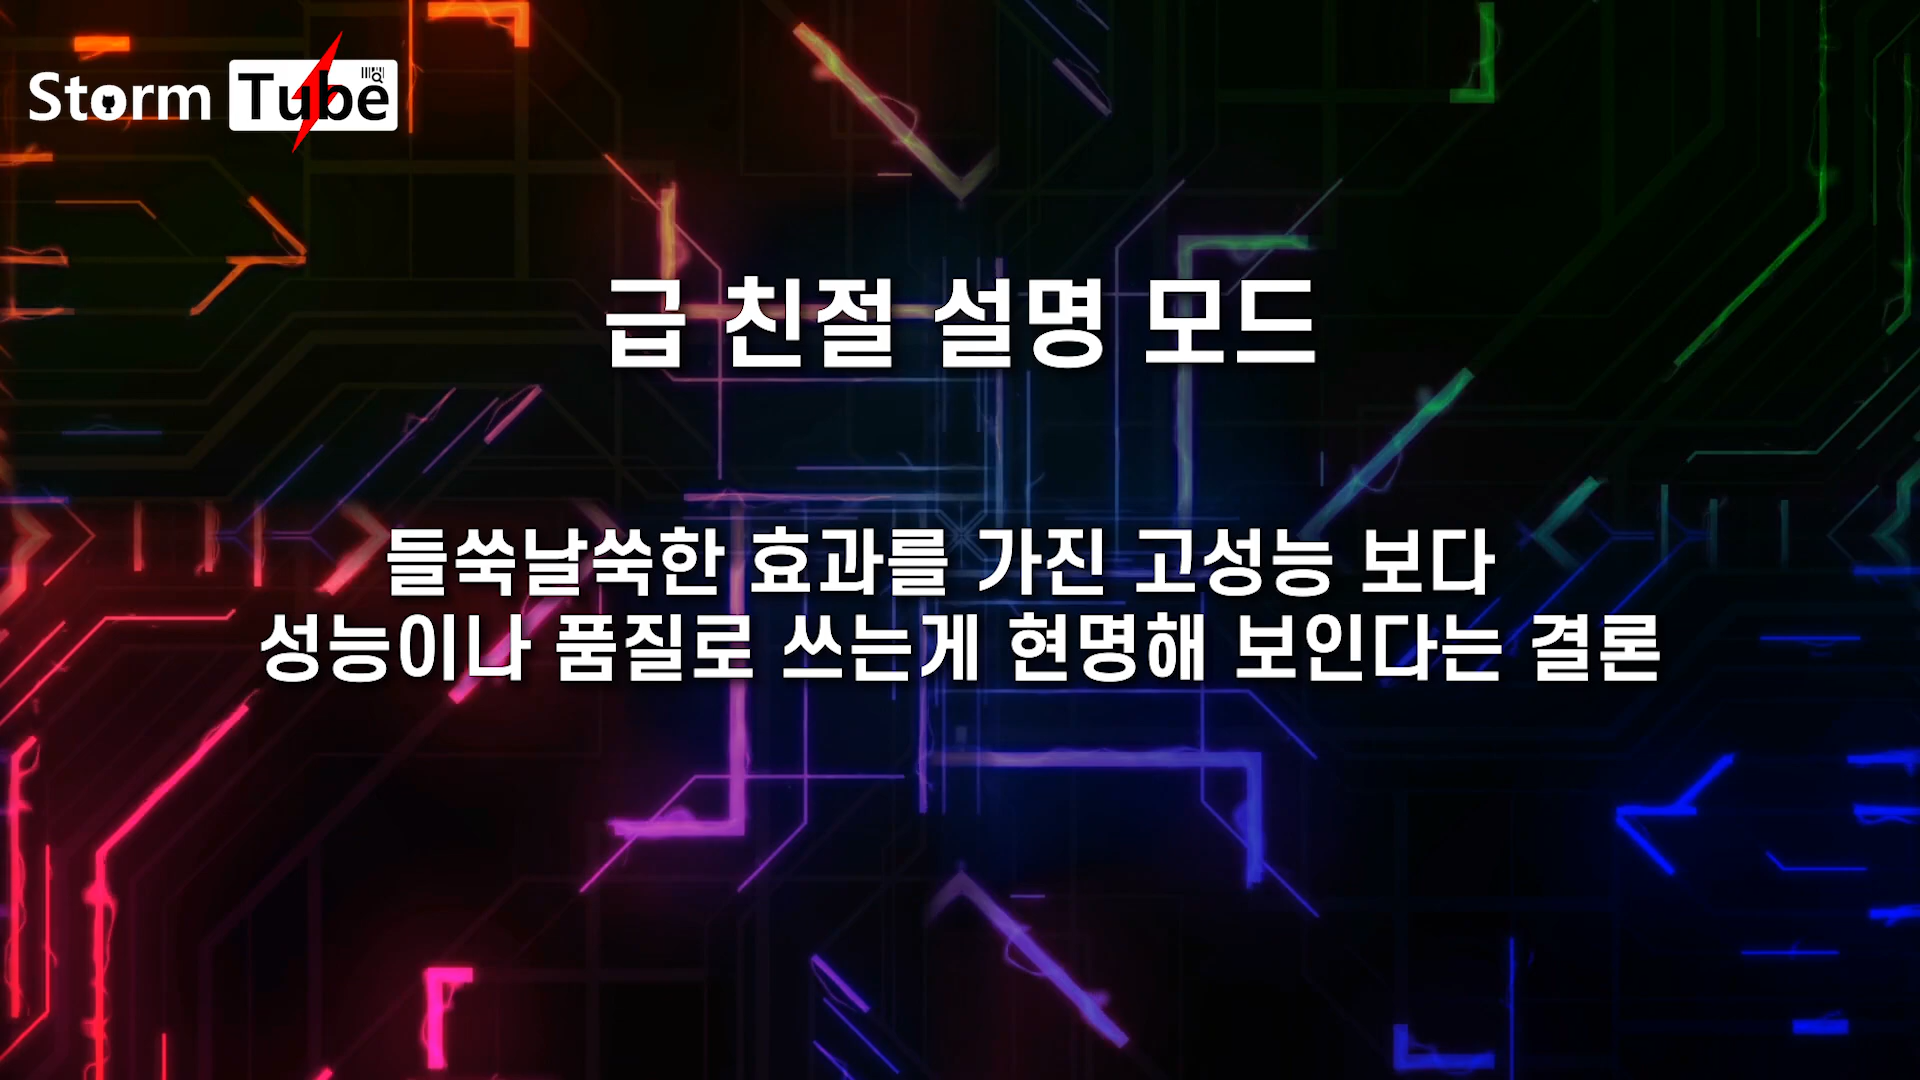 Storm Tube
급 친절 설명 모드
들쑥날쑥한 효과를 가진 고성능 보다
성능이나 품질로 쓰는게 현명해 보인다는 결론